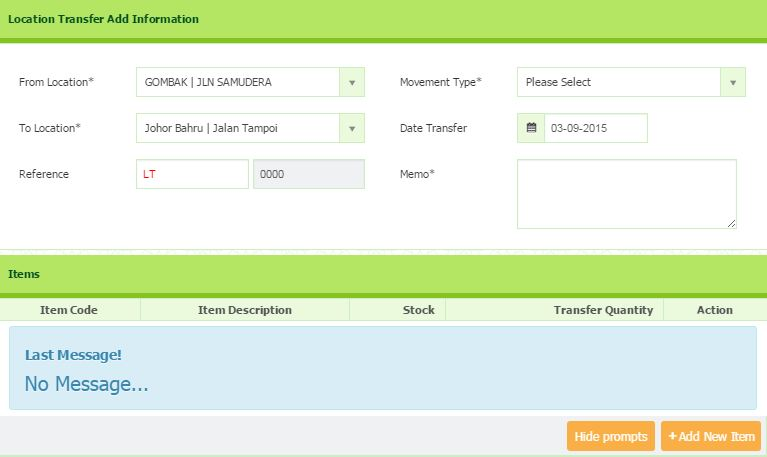 Location Transfer Add Information
From Location* GOMBAK | JLN SAMUDERA Movement Type* Please Select
To Location* Johor Bahru | Jalan Tampoi Date Transfer 03-09-2015
Reference LT 0000 Memo*
Items
Item Code Item Description Stock Transfer Quantity Action
Last Message!
No Message...
Hide prompts +Add New Item